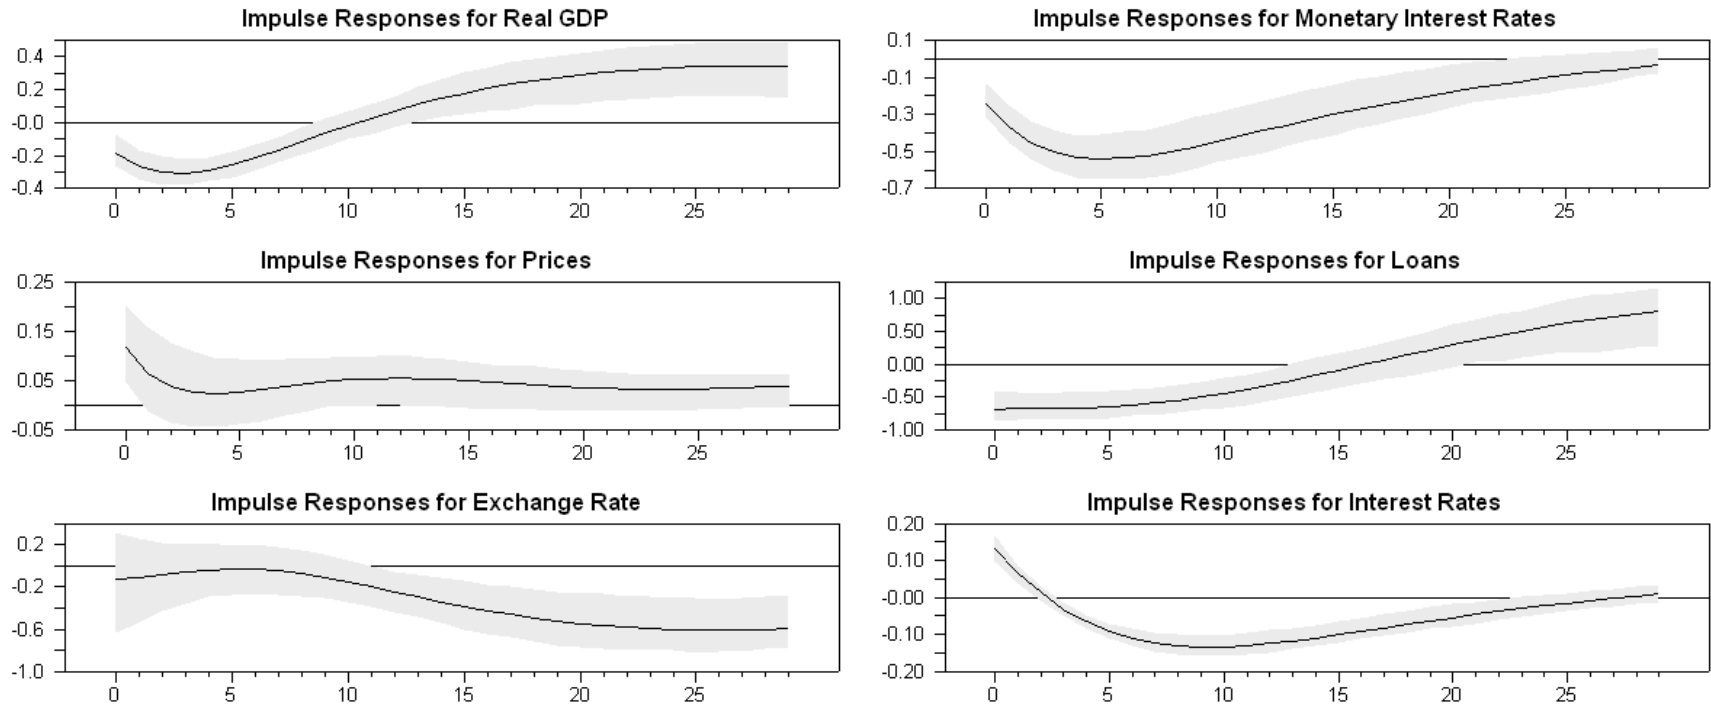 Impulse Responses for Real GDP
0.4
0.2
-0.0
-0.2
-0.4
0 5 10 15 20 25
Impulse Responses for Monetary Interest Rates
0.1
-0.1
-0.3
-0.5
-0.7
0 5 10 15 20 25
Impulse Responses for Prices
0.25
0.15
0.05
-0.05
0 5 10 15 20 25
Impulse Responses for Loans
1.00
0.50
0.00
-0.50
-1.00
0 5 10 15 20 25
Impulse Responses for Exchange Rate
0.2
-0.2
-0.6
-1.0
0 5 10 15 20 25
Impulse Responses for Interest Rates
0.20
0.10
-0.00
-0.10
-0.20
0 5 10 15 20 25